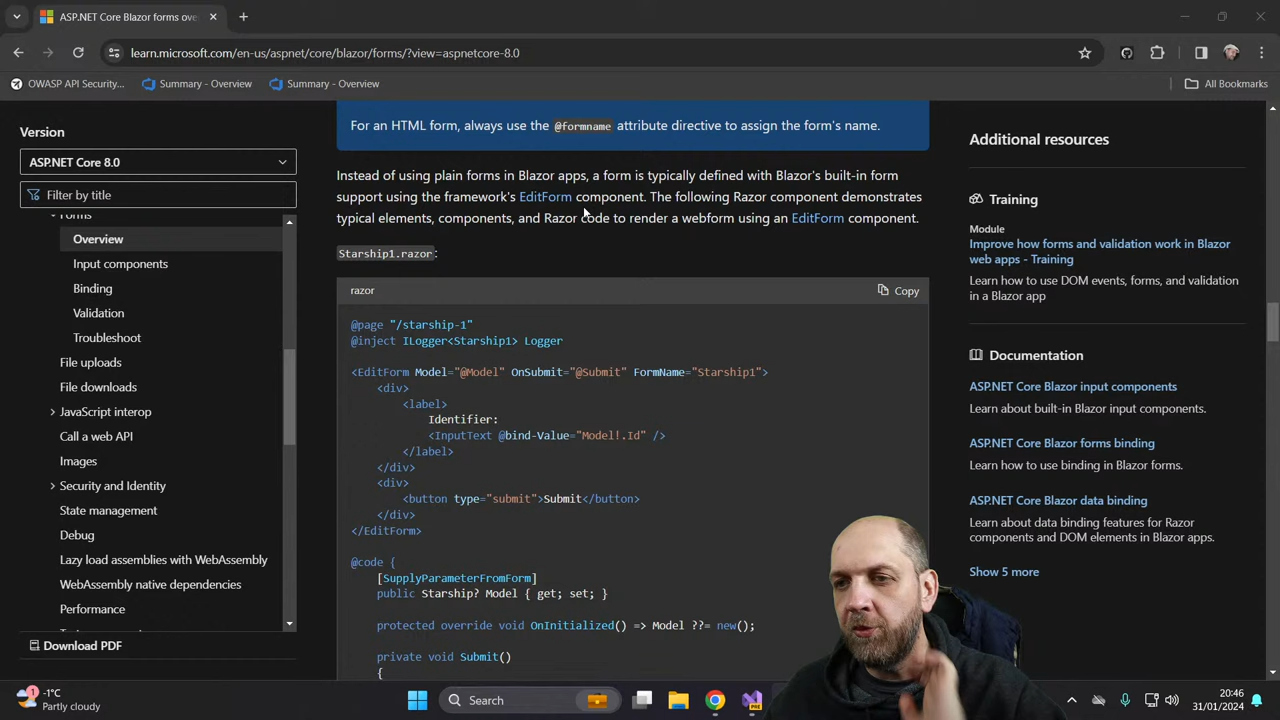 ASP.NET Core Blazor forms ove
learn.microsoft.com/en-us/aspnet/core/blazor/forms/?view=aspnetcore-8.0
OWASP API Security...
Summary - Overview
Summary - Overview
All Bookmarks
Version
ASP.NET Core 8.0
Filter by title
Forms
Overview
Input components
Binding
Validation
Troubleshoot
File uploads
File downloads
JavaScript interop
Call a web API
Images
Security and Identity
State management
Debug
Lazy load assemblies with WebAssembly
WebAssembly native dependencies
Performance
Download PDF
For an HTML form, always use the @formname attribute directive to assign the form's name.
Instead of using plain forms in Blazor apps, a form is typically defined with Blazor's built-in form
support using the framework's EditForm component. The following Razor component demonstrates
typical elements, components, and Razor code to render a webform using an EditForm component.
Starship1.razor:
razor
Copy
@page "/starship-1"
@inject ILogger<Starship1> Logger
<EditForm Model="@Model" OnSubmit="@Submit" FormName="Starship1">
<div>
<label>
Identifier:
<InputText @bind-Value="Model!.Id" />
</label>
</div>
<div>
<button type="submit">Submit</button>
</div>
</EditForm>
@code {
[SupplyParameterFromForm]
public Starship? Model { get; set; }
protected override void OnInitialized() => Model ??= new();
private void Submit()
{
Additional resources
Training
Module
Improve how forms and validation work in Blazor
web apps - Training
Learn how to use DOM events, forms, and validation
in a Blazor app
Documentation
ASP.NET Core Blazor input components
Learn about built-in Blazor input components.
ASP.NET Core Blazor forms binding
Learn how to use binding in Blazor forms.
ASP.NET Core Blazor data binding
Learn about data binding features for Razor
components and DOM elements in Blazor apps.
Show 5 more
1
-1°C
Partly cloudy
Search
PRE
20:46
31/01/2024